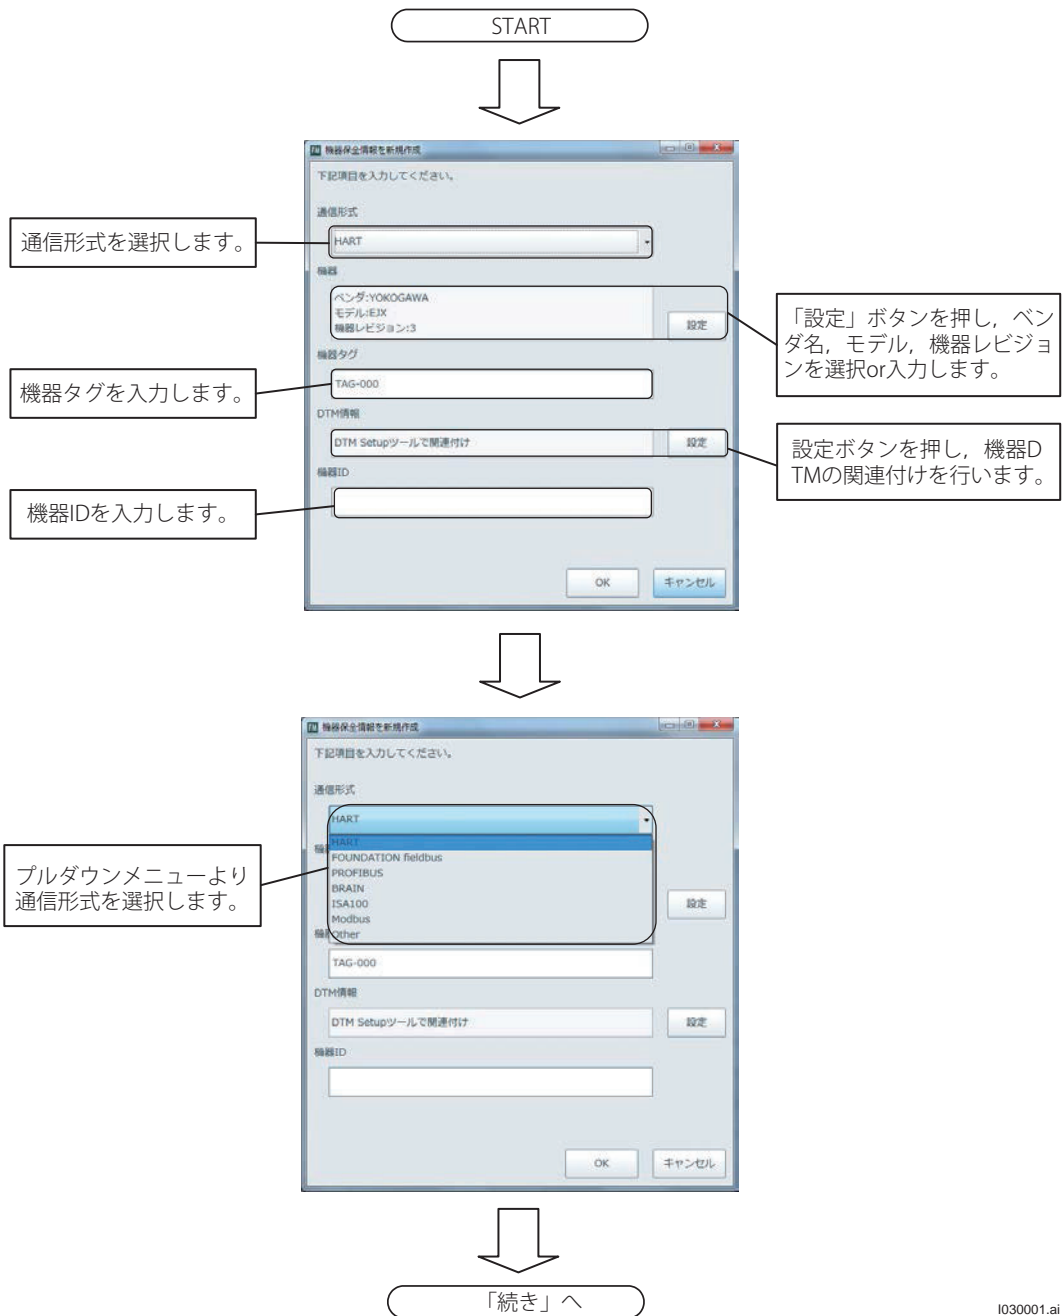 START
機器保全情報を新規作成
下記項目を入力してください。
通信形式
通信形式を選択します。
HART
機器
ベンダ:YOKOGAWA
モデル:EJX
機器レビジョン:3
設定
「設定」ボタンを押し，ベン
ダ名，モデル，機器レビジョ
ンを選択or入力します。
機器タグ
機器タグを入力します。
TAG-000
DTM情報
DTM Setupツールで関連付け
設定
設定ボタンを押し，機器D
TMの関連付けを行います。
機器ID
機器IDを入力します。
OK
キャンセル
機器保全情報を新規作成
下記項目を入力してください。
通信形式
HART
HART
FOUNDATION fieldbus
PROFIBUS
BRAIN
ISA100
Modbus
Other
プルダウンメニューより
通信形式を選択します。
機
設定
機
TAG-000
DTM情報
DTM Setupツールで関連付け
設定
機器ID
OK
キャンセル
「続き」へ
I030001.ai